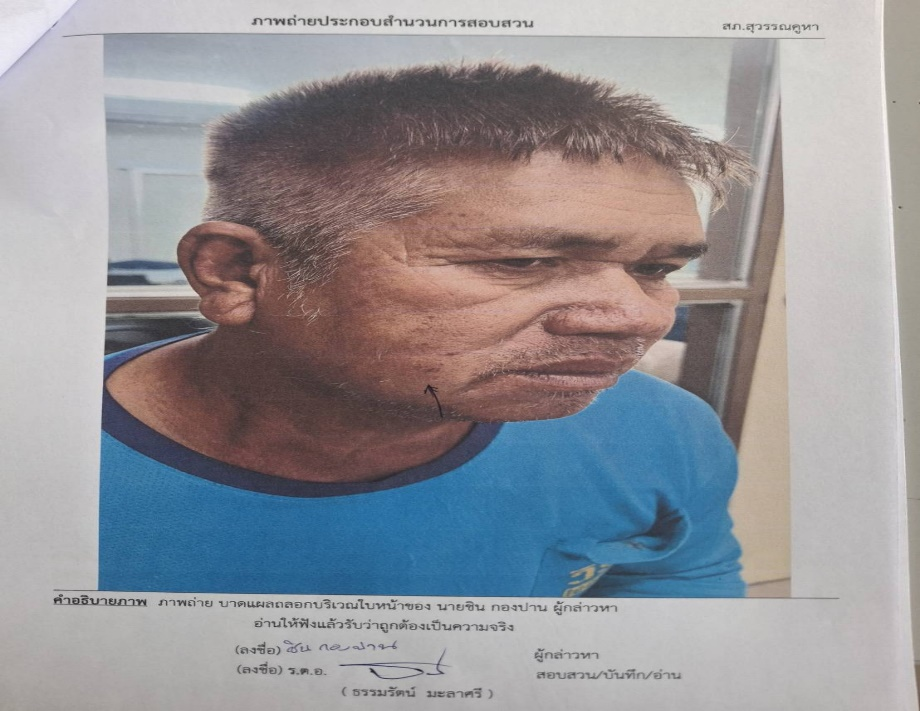 ภาพถ่ายประกอบสำนวนการสอบสวน สภ.สุวรรณคูหา
คำอธิบายภาพ ภาพถ่าย บาดแผลถลอกบริเวณใบหน้าของ นายชิน กองปาน ผู้กล่าวหา
อ่านให้ฟังแล้วรับว่าถูกต้องเป็นความจริง
(ลงชื่อ) ชิน กองปาน ผู้กล่าวหา
(ลงชื่อ) ร.ต.อ. สอบสวน/บันทึก/อ่าน
( ธรรมรัตน์ มะลาศรี )